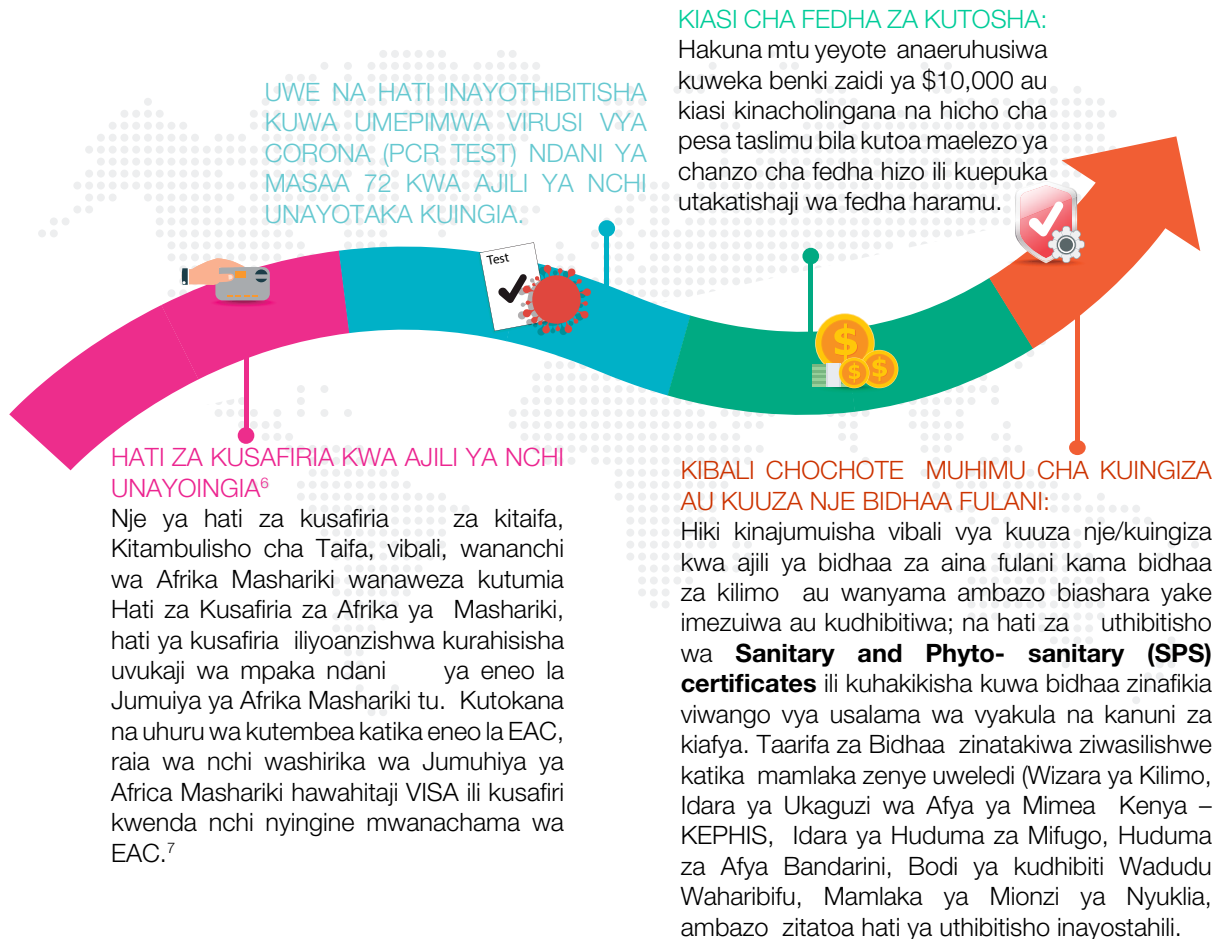 KIASI CHA FEDHA ZA KUTOSHA:
Hakuna mtu yeyote anaeruhusiwa
kuweka benki zaidi ya $10,000 au
kiasi kinacholingana na hicho cha
pesa taslimu bila kutoa maelezo ya
chanzo cha fedha hizo ili kuepuka
utakatishaji wa fedha haramu.
UWE NA HATI INAYOTHIBITISHA
KUWA UMEPIMWA VIRUSI VYA
CORONA (PCR TEST) NDANI YA
MASAA 72 KWA AJILI YA NCHI
UNAYOTAKA KUINGIA.
Test
$
$
$
HATI ZA KUSAFIRIA KWA AJILI YA NCHI
UNAYOINGIA⁶
Nje ya hati za kusafiria za kitaifa,
Kitambulisho cha Taifa, vibali, wananchi
wa Afrika Mashariki wanaweza kutumia
Hati za Kusafiria za Afrika ya Mashariki,
hati ya kusafiria iliyoanzishwa kurahisisha
uvukaji wa mpaka ndani ya eneo la
Jumuiya ya Afrika Mashariki tu. Kutokana
na uhuru wa kutembea katika eneo la EAC,
raia wa nchi washirika wa Jumuhiya ya
Africa Mashariki hawahitaji VISA ili kusafiri
kwenda nchi nyingine mwanachama wa
EAC.⁷
KIBALI CHOCHOTE MUHIMU CHA KUINGIZA
AU KUUZA NJE BIDHAA FULANI:
Hiki kinajumuisha vibali vya kuuza nje/kuingiza
kwa ajili ya bidhaa za aina fulani kama bidhaa
za kilimo au wanyama ambazo biashara yake
imezuiwa au kudhibitiwa; na hati za uthibitisho
wa Sanitary and Phyto- sanitary (SPS)
certificates ili kuhakikisha kuwa bidhaa zinafikia
viwango vya usalama wa vyakula na kanuni za
kiafya. Taarifa za Bidhaa zinatakiwa ziwasilishwe
katika mamlaka zenye uweledi (Wizara ya Kilimo,
Idara ya Ukaguzi wa Afya ya Mimea Kenya –
KEPHIS, Idara ya Huduma za Mifugo, Huduma
za Afya Bandarini, Bodi ya kudhibiti Wadudu
Waharibifu, Mamlaka ya Mionzi ya Nyuklia,
ambazo zitatoa hati ya uthibitisho inayostahili.